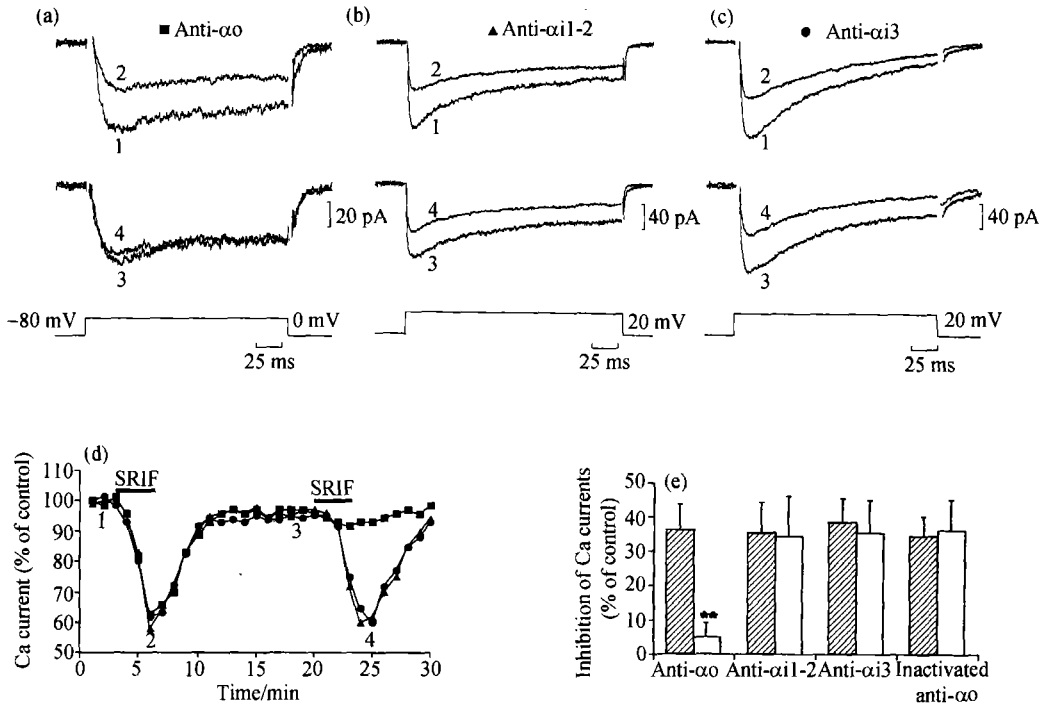 (a) (b) (c)
■ Anti-αo ▲ Anti-αi1-2 ● Anti-αi3
2 2 2
1 1 1
4 4 4
3 3 3
20 pA 40 pA 40 pA
−80 mV 0 mV 20 mV 20 mV
25 ms 25 ms 25 ms
(d)
Ca current (% of control)
110
100
90
80
70
60
50
SRIF SRIF
1 3
2 4
0 5 10 15 20 25 30
Time/min
(e)
Inhibition of Ca currents
(% of control)
50
40
30
20
10
0
**
Anti-αo Anti-αi1-2 Anti-αi3 Inactivated
anti-αo